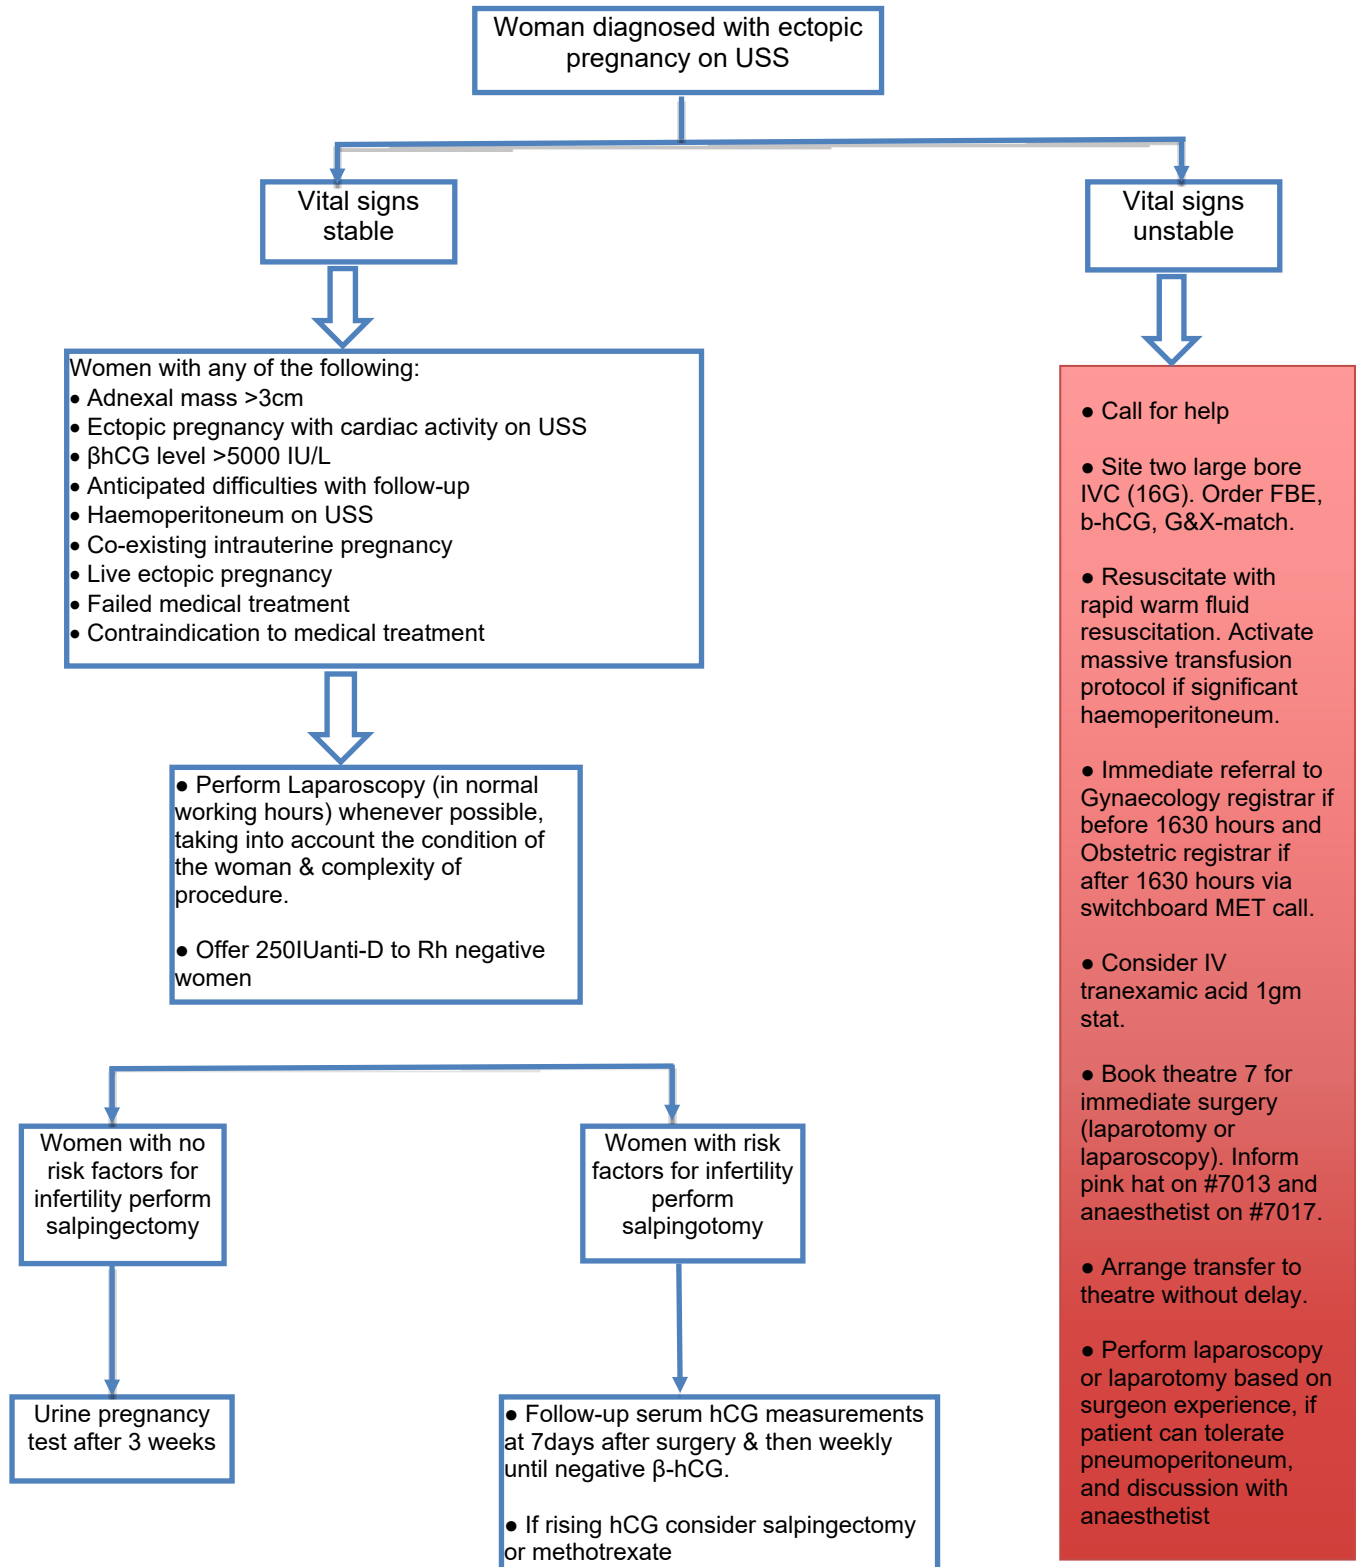 Woman diagnosed with ectopic
pregnancy on USS
Vital signs
stable
Vital signs
unstable
Women with any of the following:
• Adnexal mass >3cm
• Ectopic pregnancy with cardiac activity on USS
• βhCG level >5000 IU/L
• Anticipated difficulties with follow-up
• Haemoperitoneum on USS
• Co-existing intrauterine pregnancy
• Live ectopic pregnancy
• Failed medical treatment
• Contraindication to medical treatment
● Perform Laparoscopy (in normal
working hours) whenever possible,
taking into account the condition of
the woman & complexity of
procedure.
● Offer 250IUanti-D to Rh negative
women
Women with no
risk factors for
infertility perform
salpingectomy
Women with risk
factors for infertility
perform
salpingotomy
Urine pregnancy
test after 3 weeks
● Follow-up serum hCG measurements
at 7days after surgery & then weekly
until negative β-hCG.
● If rising hCG consider salpingectomy
or methotrexate
● Call for help
● Site two large bore
IVC (16G). Order FBE,
b-hCG, G&X-match.
● Resuscitate with
rapid warm fluid
resuscitation. Activate
massive transfusion
protocol if significant
haemoperitoneum.
● Immediate referral to
Gynaecology registrar if
before 1630 hours and
Obstetric registrar if
after 1630 hours via
switchboard MET call.
● Consider IV
tranexamic acid 1gm
stat.
● Book theatre 7 for
immediate surgery
(laparotomy or
laparoscopy). Inform
pink hat on #7013 and
anaesthetist on #7017.
● Arrange transfer to
theatre without delay.
● Perform laparoscopy
or laparotomy based on
surgeon experience, if
patient can tolerate
pneumoperitoneum,
and discussion with
anaesthetist